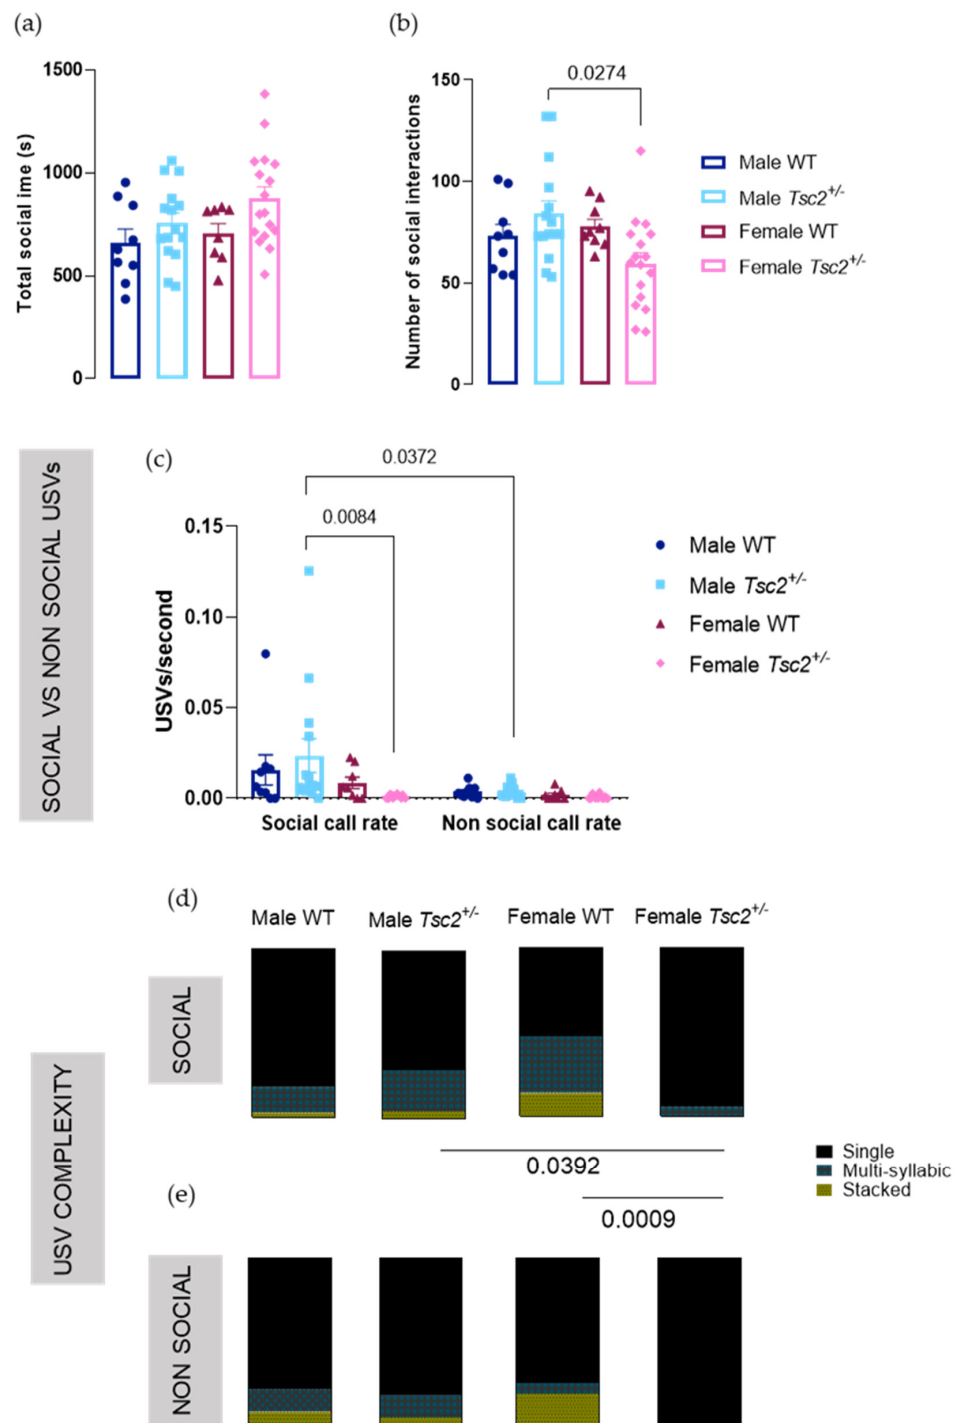 (a)
1500
1000
500
0
Total social ime (s)
(b)
0.0274
150
100
50
0
Number of social interactions
Male WT
Male Tsc2+/-
Female WT
Female Tsc2+/-
SOCIAL VS NON SOCIAL USVs
(c)
0.0372
0.0084
0.15
0.10
0.05
0.00
USVs/second
Social call rate
Non social call rate
Male WT
Male Tsc2+/-
Female WT
Female Tsc2+/-
(d)
Male WT
Male Tsc2+/-
Female WT
Female Tsc2+/-
SOCIAL
USV COMPLEXITY
0.0392
0.0009
Single
Multi-syllabic
Stacked
(e)
NON SOCIAL